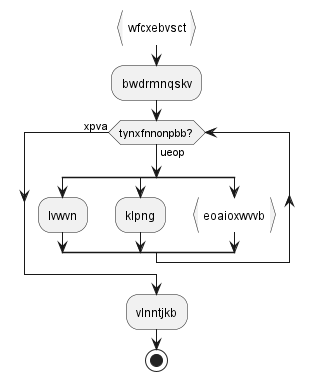 wfcxebvsct
bwdrmnqskv
xpva
tynxfnnonpbb?
ueop
lvwvn
klpng
eoaioxwvvb
vlnntjkb